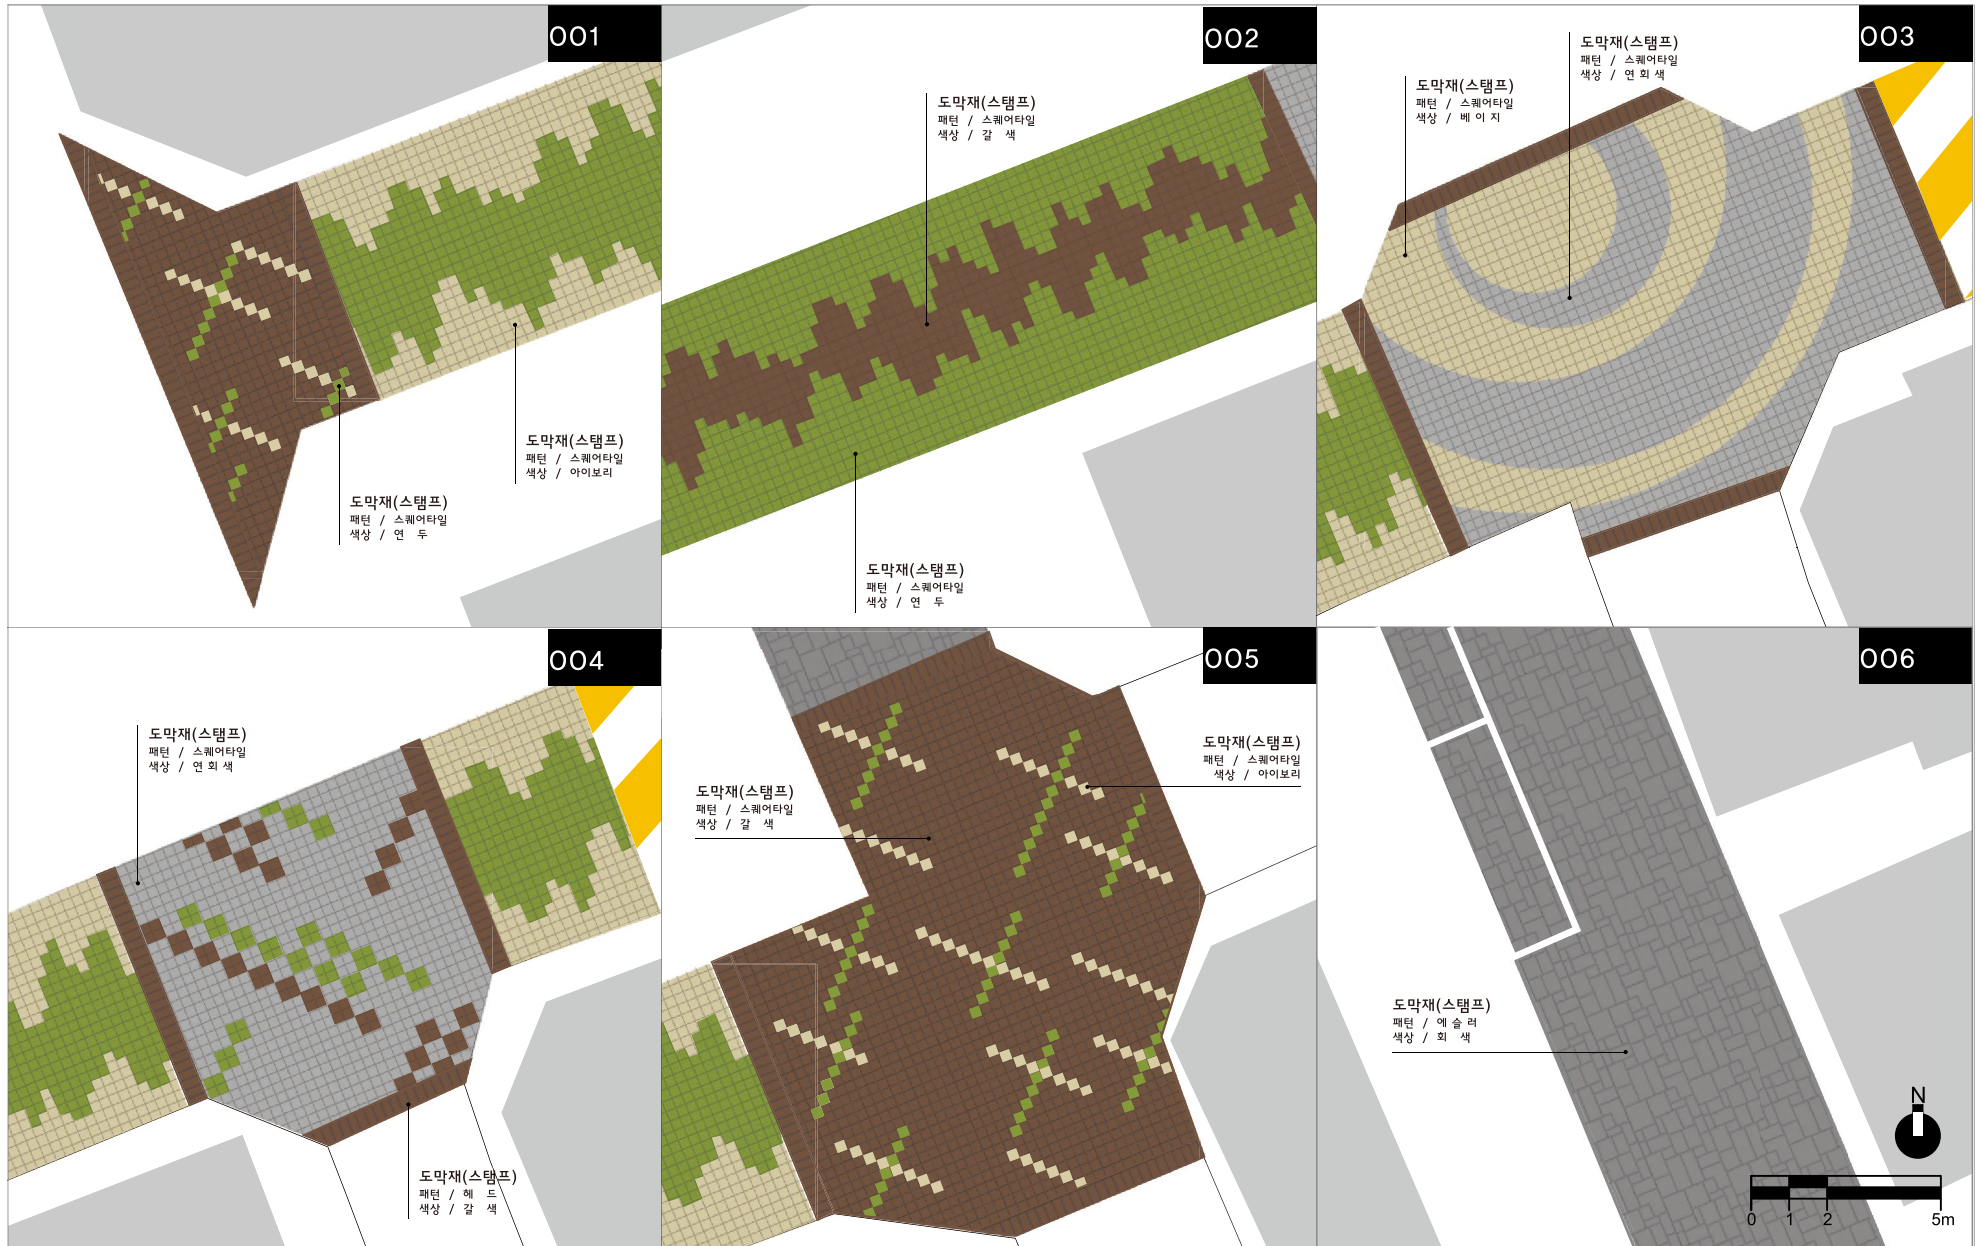 001
도막재(스탬프)
패턴 / 스퀘어타일
색상 / 아이보리
도막재(스탬프)
패턴 / 스퀘어타일
색상 / 연 두
002
도막재(스탬프)
패턴 / 스퀘어타일
색상 / 갈 색
도막재(스탬프)
패턴 / 스퀘어타일
색상 / 연 두
003
도막재(스탬프)
패턴 / 스퀘어타일
색상 / 연 회 색
도막재(스탬프)
패턴 / 스퀘어타일
색상 / 베 이 지
004
도막재(스탬프)
패턴 / 스퀘어타일
색상 / 연 회 색
도막재(스탬프)
패턴 / 헤 드
색상 / 갈 색
005
도막재(스탬프)
패턴 / 스퀘어타일
색상 / 아이보리
도막재(스탬프)
패턴 / 스퀘어타일
색상 / 갈 색
006
도막재(스탬프)
패턴 / 에 슬 러
색상 / 회 색
N
0 1 2 5m